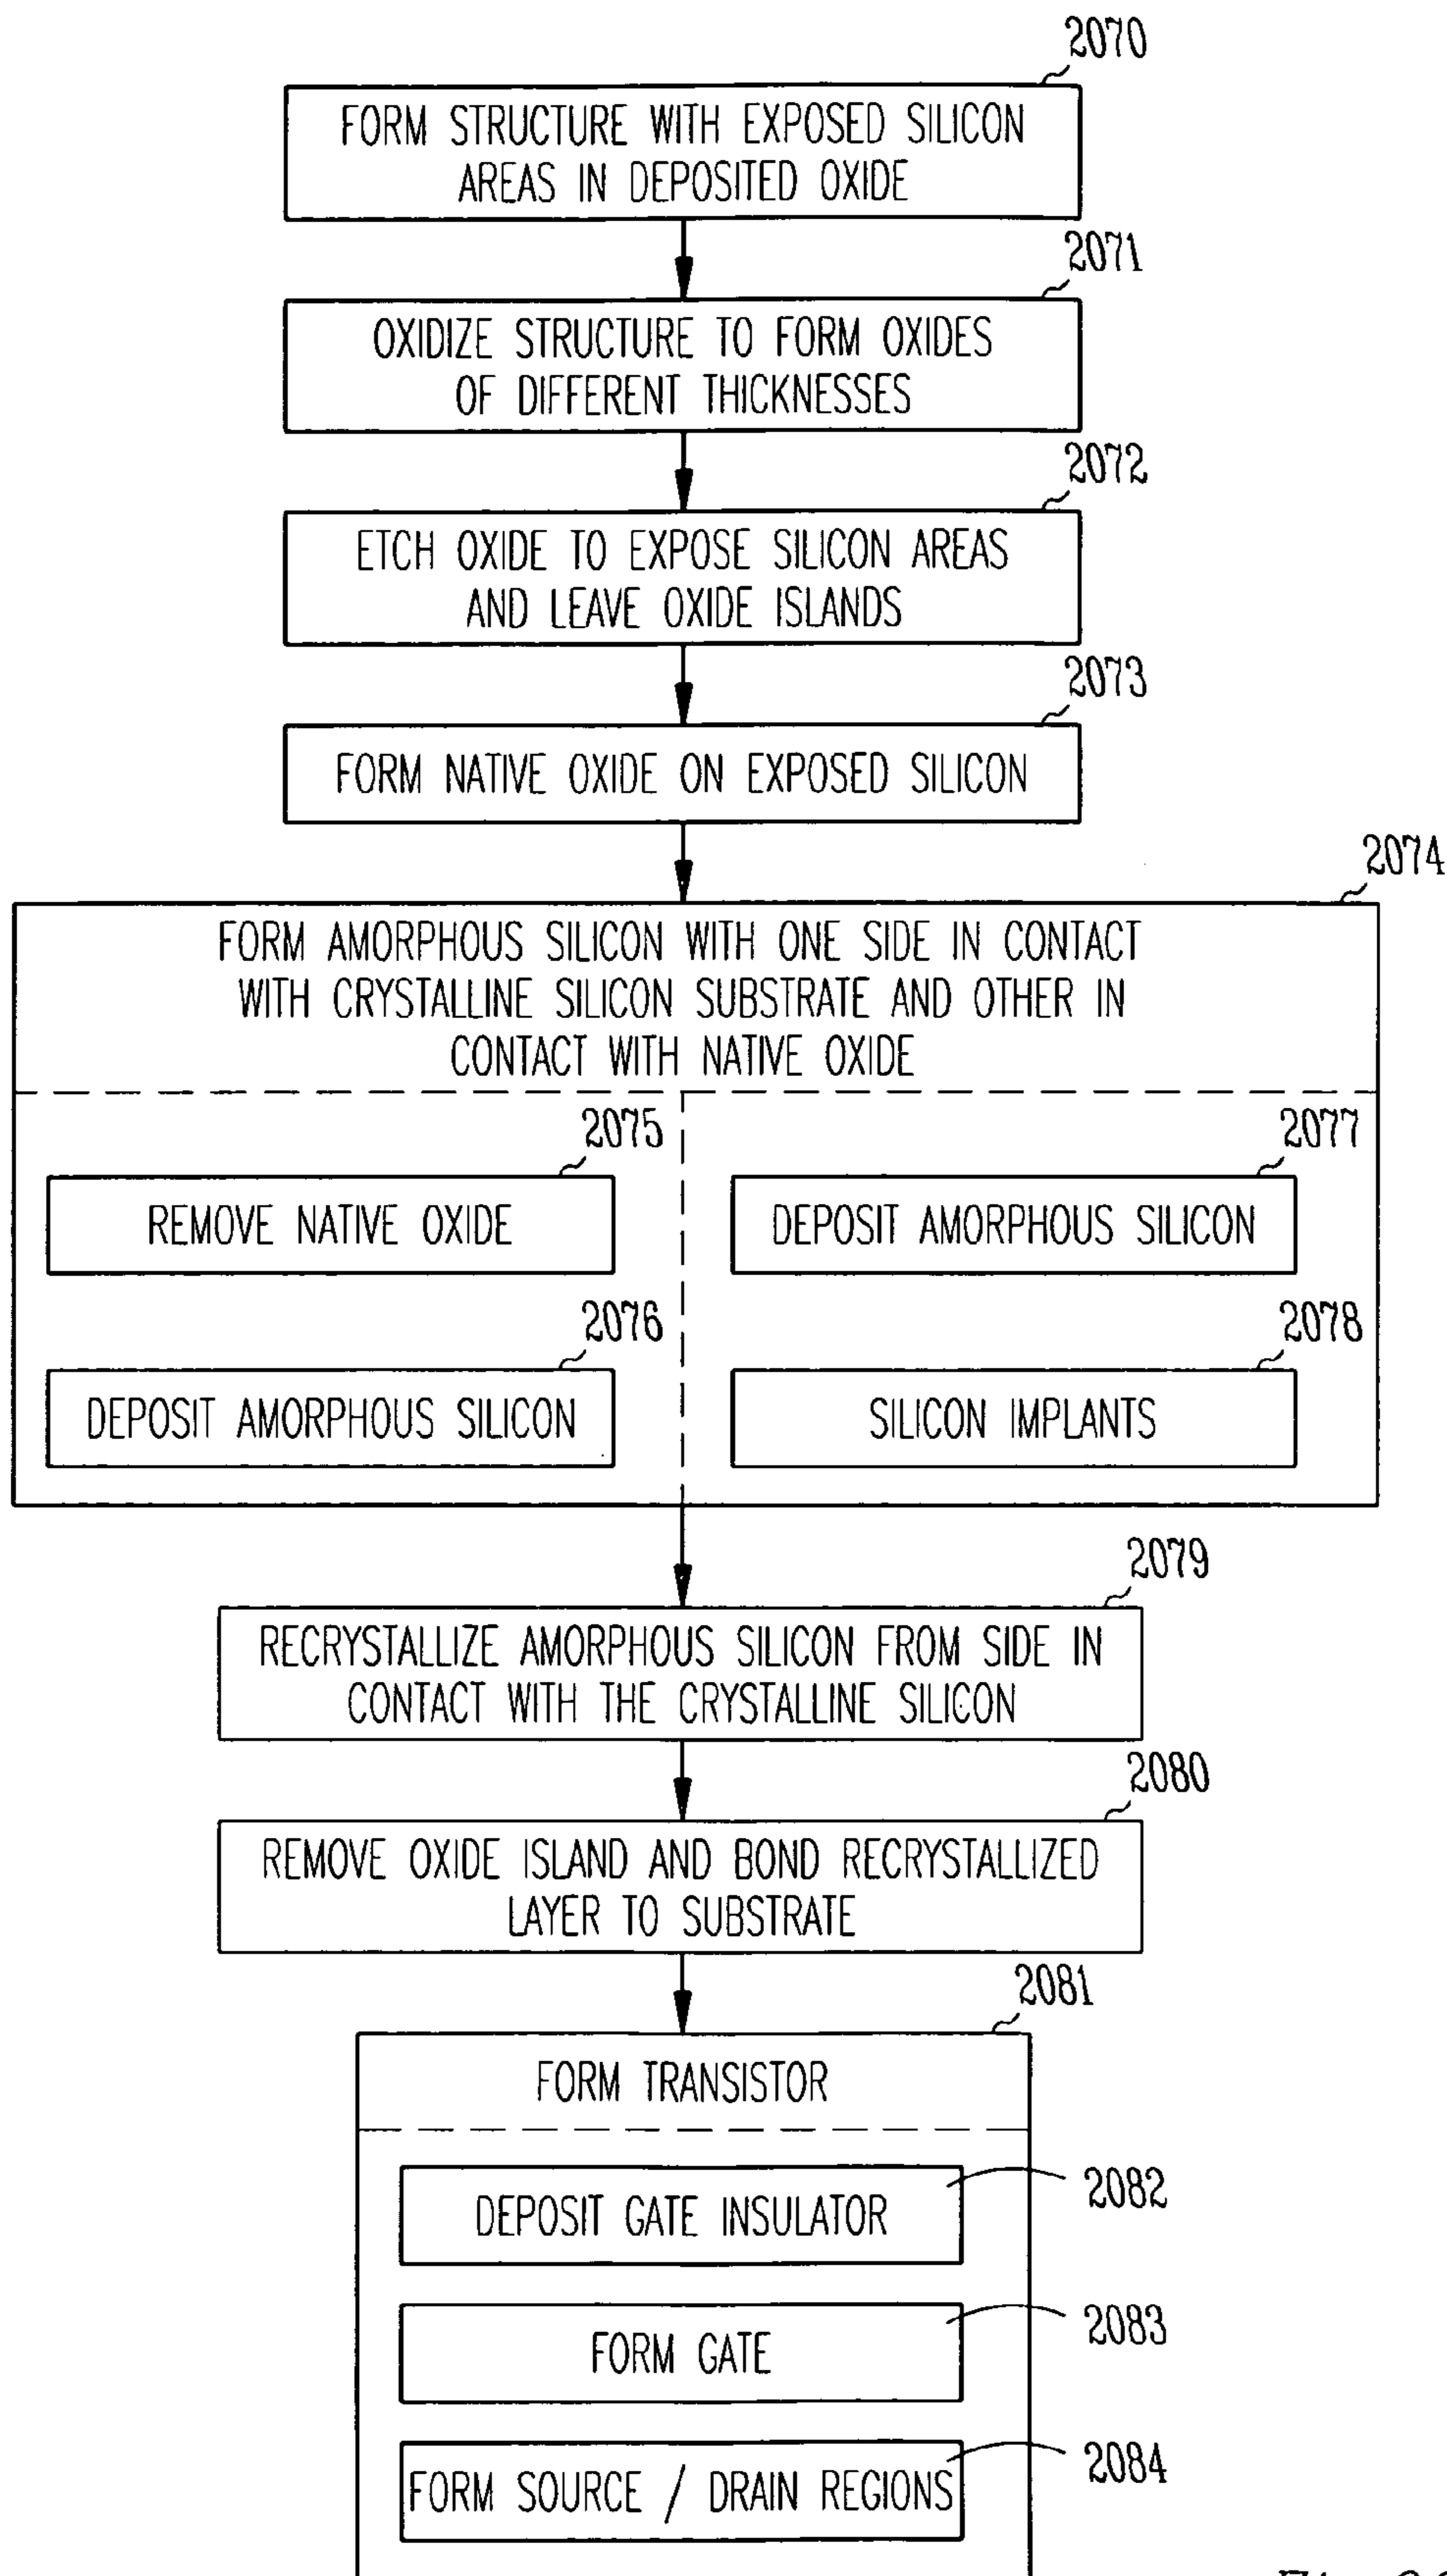 2070
FORM STRUCTURE WITH EXPOSED SILICON
AREAS IN DEPOSITED OXIDE
2071
OXIDIZE STRUCTURE TO FORM OXIDES
OF DIFFERENT THICKNESSES
2072
ETCH OXIDE TO EXPOSE SILICON AREAS
AND LEAVE OXIDE ISLANDS
2073
FORM NATIVE OXIDE ON EXPOSED SILICON
2074
FORM AMORPHOUS SILICON WITH ONE SIDE IN CONTACT
WITH CRYSTALLINE SILICON SUBSTRATE AND OTHER IN
CONTACT WITH NATIVE OXIDE
2075
REMOVE NATIVE OXIDE
2076
DEPOSIT AMORPHOUS SILICON
2077
DEPOSIT AMORPHOUS SILICON
2078
SILICON IMPLANTS
2079
RECRYSTALLIZE AMORPHOUS SILICON FROM SIDE IN
CONTACT WITH THE CRYSTALLINE SILICON
2080
REMOVE OXIDE ISLAND AND BOND RECRYSTALLIZED
LAYER TO SUBSTRATE
2081
FORM TRANSISTOR
2082
DEPOSIT GATE INSULATOR
2083
FORM GATE
2084
FORM SOURCE / DRAIN REGIONS